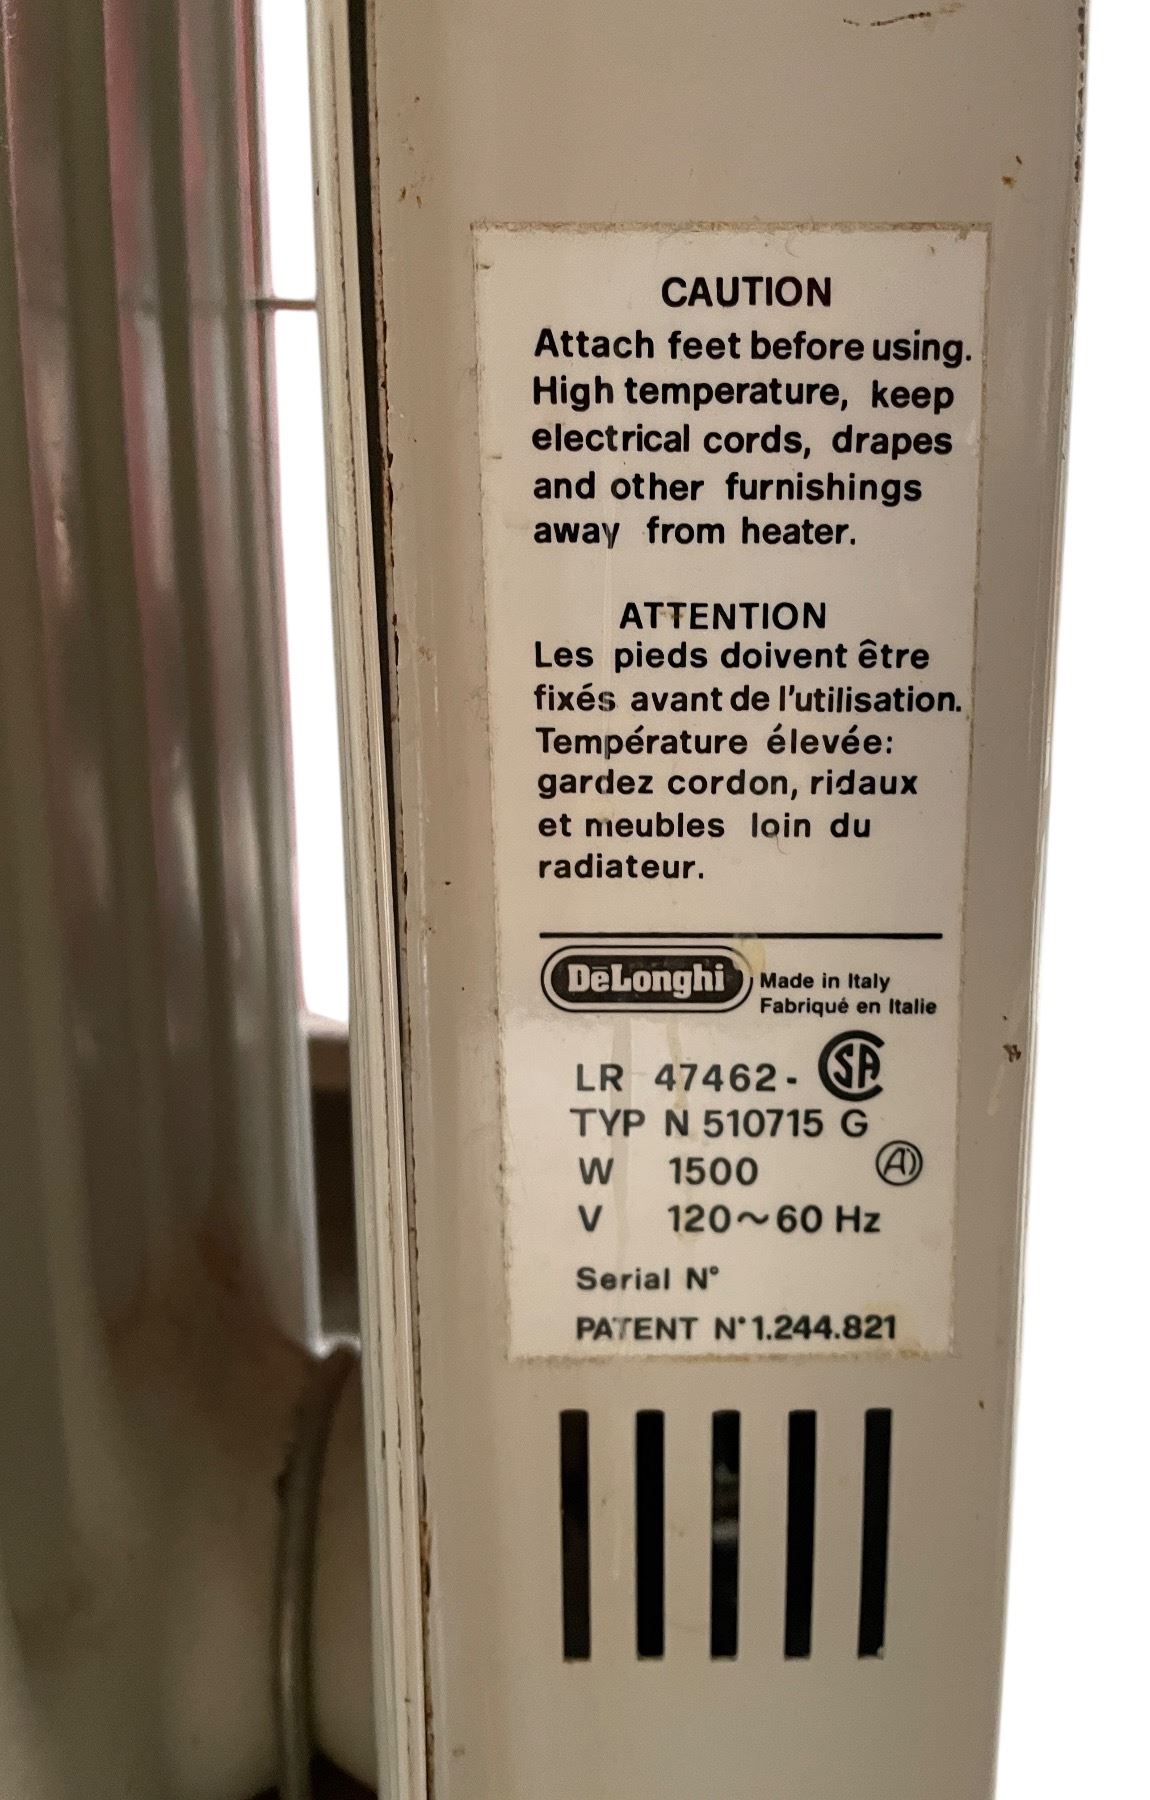 CAUTION
Attach feet before using.
High temperature, keep
electrical cords, drapes
and other furnishings
away from heater.
ATTENTION
Les pieds doivent être
fixés avant de l'utilisation.
Température élevée:
gardez cordon, ridaux
et meubles loin du
radiateur.
DēLonghi Made in Italy
Fabriqué en Italie
LR 47462- SA
TYP N 510715 G
W 1500 A
V 120~60 Hz
Serial N°
PATENT N° 1.244.821